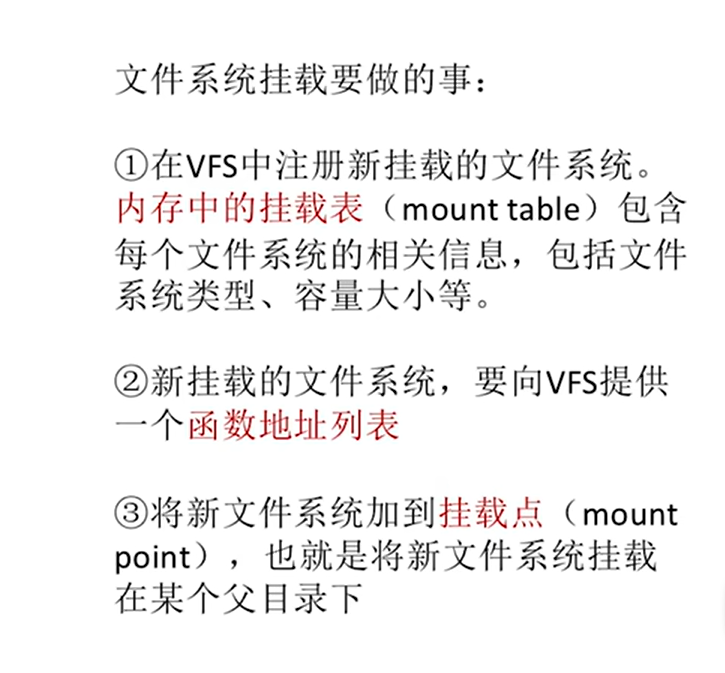 文件系统挂载要做的事：
①在VFS中注册新挂载的文件系统。
内存中的挂载表（mount table）包含
每个文件系统的相关信息，包括文件
系统类型、容量大小等。
②新挂载的文件系统，要向VFS提供
一个函数地址列表
③将新文件系统加到挂载点（mount
point），也就是将新文件系统挂载
在某个父目录下